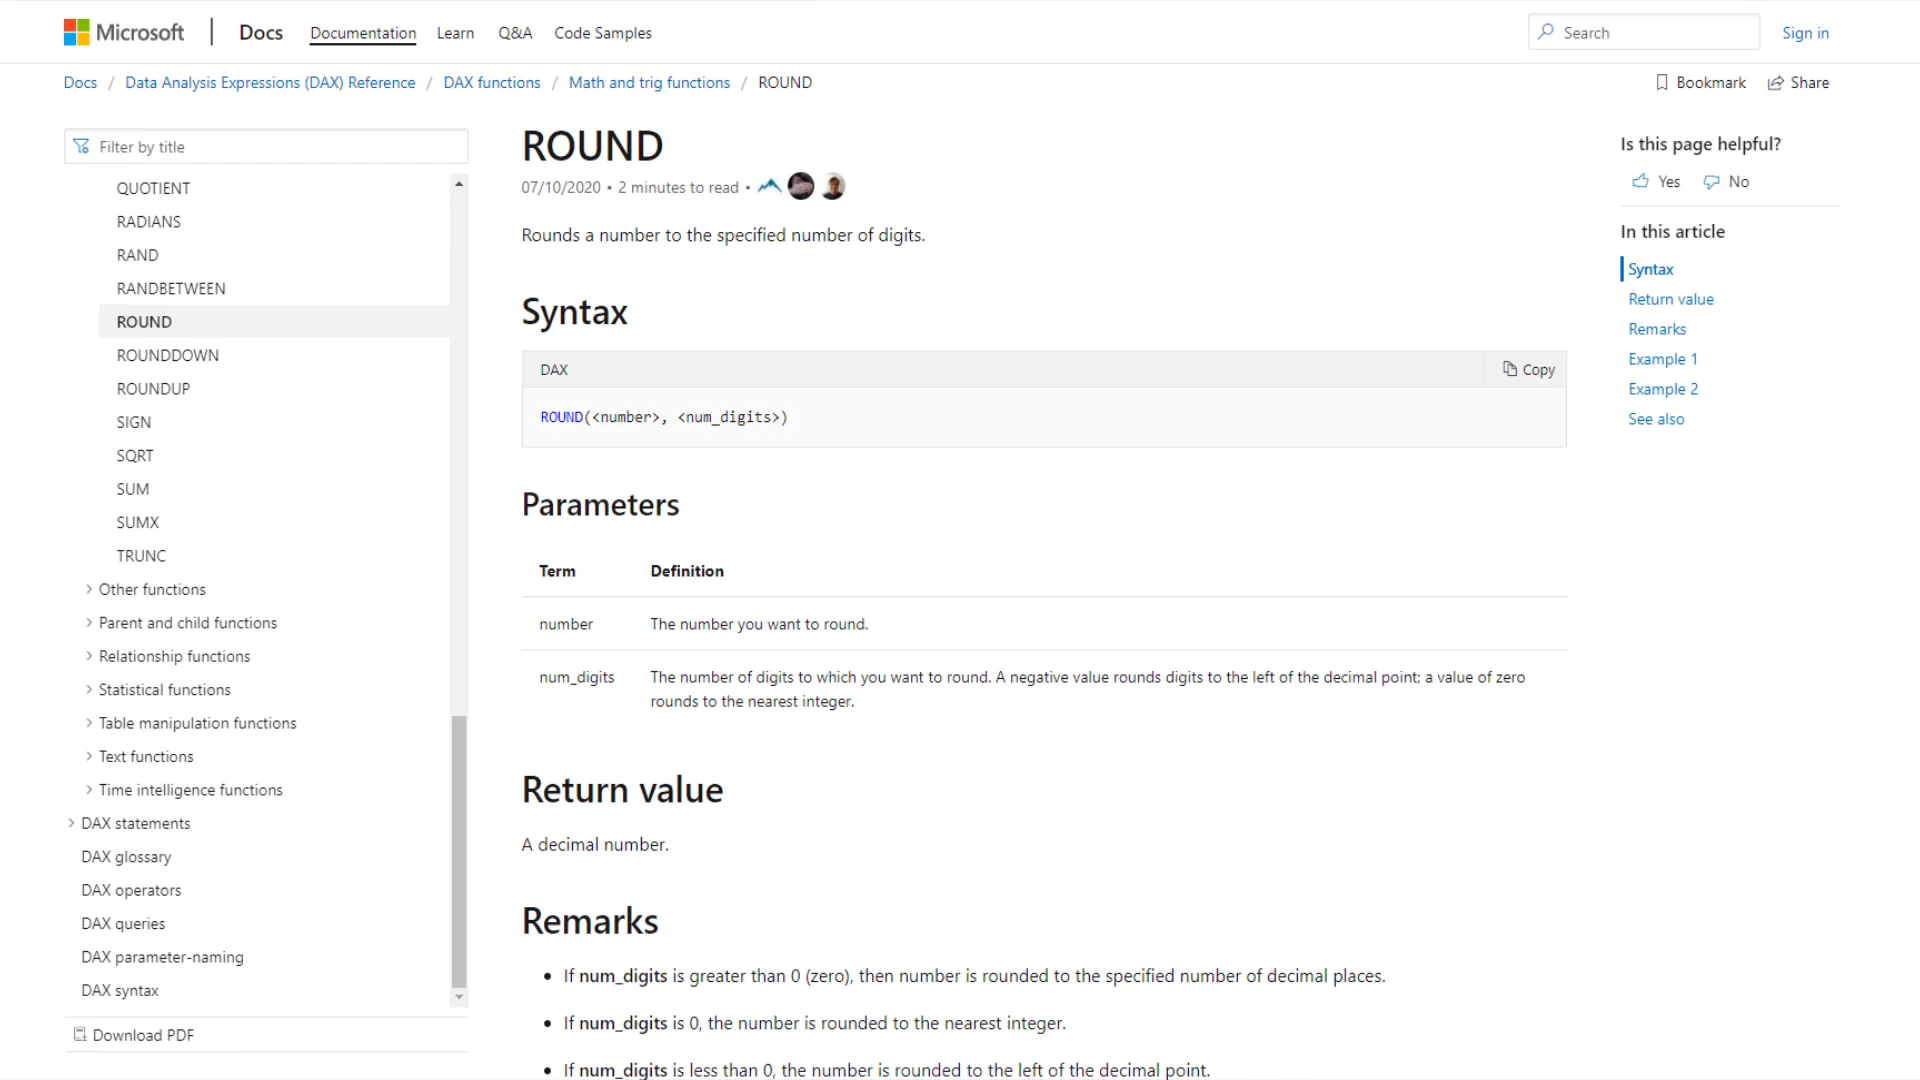 Microsoft
Docs
Documentation
Learn
Q&A
Code Samples
Search
Sign in
Docs / Data Analysis Expressions (DAX) Reference / DAX functions / Math and trig functions / ROUND
Bookmark
Share
Filter by title
QUOTIENT
RADIANS
RAND
RANDBETWEEN
ROUND
ROUNDDOWN
ROUNDUP
SIGN
SQRT
SUM
SUMX
TRUNC
Other functions
Parent and child functions
Relationship functions
Statistical functions
Table manipulation functions
Text functions
Time intelligence functions
DAX statements
DAX glossary
DAX operators
DAX queries
DAX parameter-naming
DAX syntax
Download PDF
ROUND
07/10/2020 • 2 minutes to read •
Rounds a number to the specified number of digits.
Syntax
DAX
Copy
ROUND(<number>, <num_digits>)
Parameters
Term Definition
number The number you want to round.
num_digits The number of digits to which you want to round. A negative value rounds digits to the left of the decimal point; a value of zero
rounds to the nearest integer.
Return value
A decimal number.
Remarks
• If num_digits is greater than 0 (zero), then number is rounded to the specified number of decimal places.
• If num_digits is 0, the number is rounded to the nearest integer.
• If num_digits is less than 0, the number is rounded to the left of the decimal point.
Is this page helpful?
Yes
No
In this article
Syntax
Return value
Remarks
Example 1
Example 2
See also